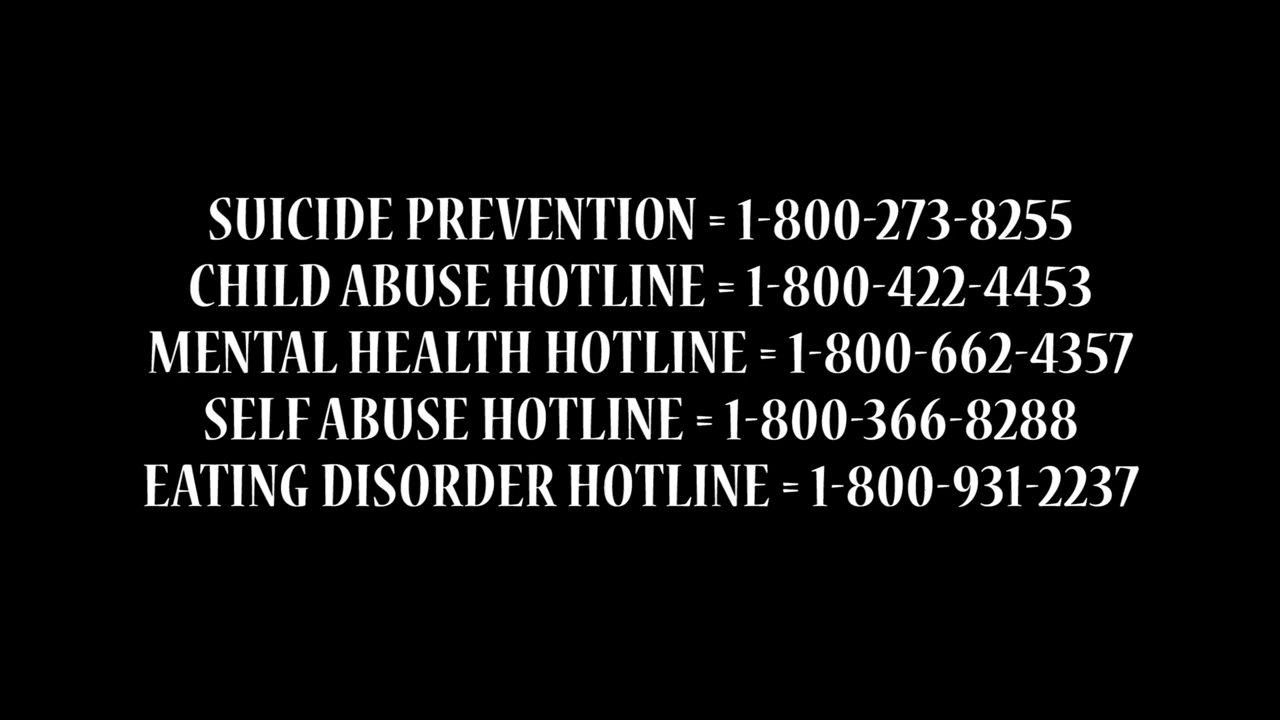 SUICIDE PREVENTION = 1-800-273-8255
CHILD ABUSE HOTLINE = 1-800-422-4453
MENTAL HEALTH HOTLINE = 1-800-662-4357
SELF ABUSE HOTLINE = 1-800-366-8288
EATING DISORDER HOTLINE = 1-800-931-2237